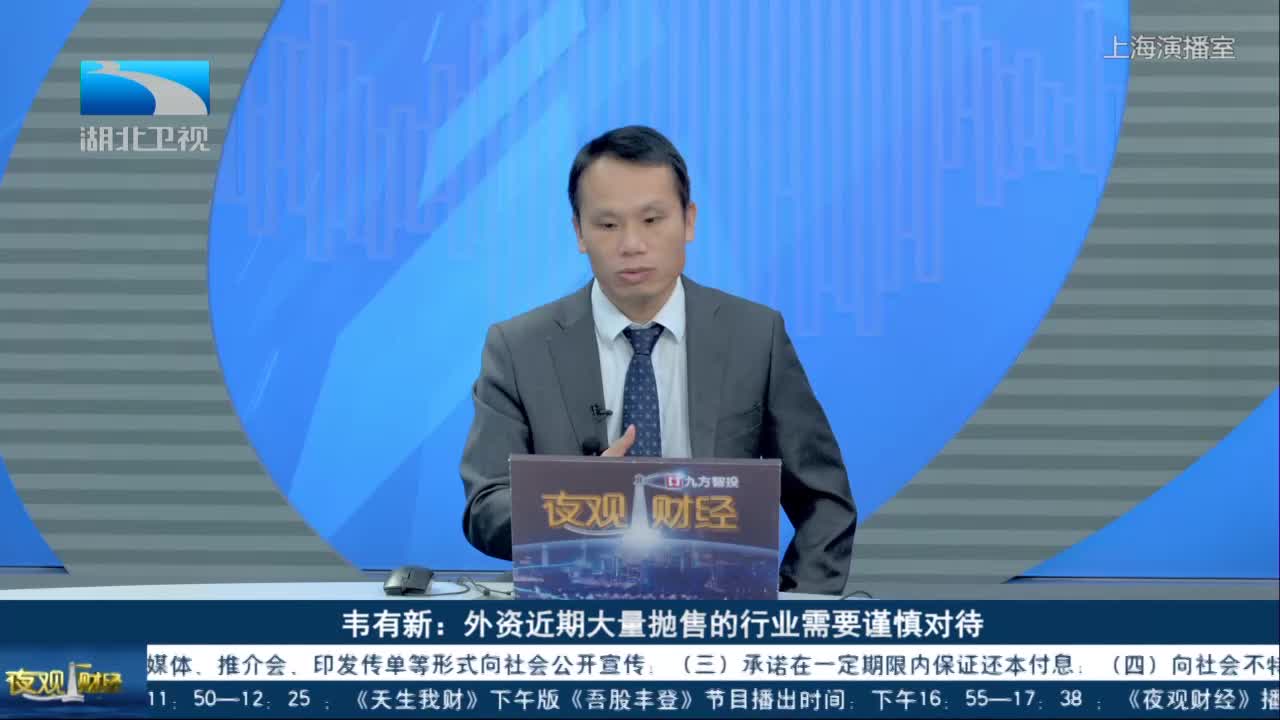 上海演播室
湖北卫视
九方智投
夜观财经
韦有新：外资近期大量抛售的行业需要谨慎对待
媒体、推介会、印发传单等形式向社会公开宣传；（三）承诺在一定期限内保证还本付息；（四）向社会不特
夜观财经
11：50—12：25；《天生我财》下午版《吾股丰登》节目播出时间：下午16：55—17：38；《夜观财经》播